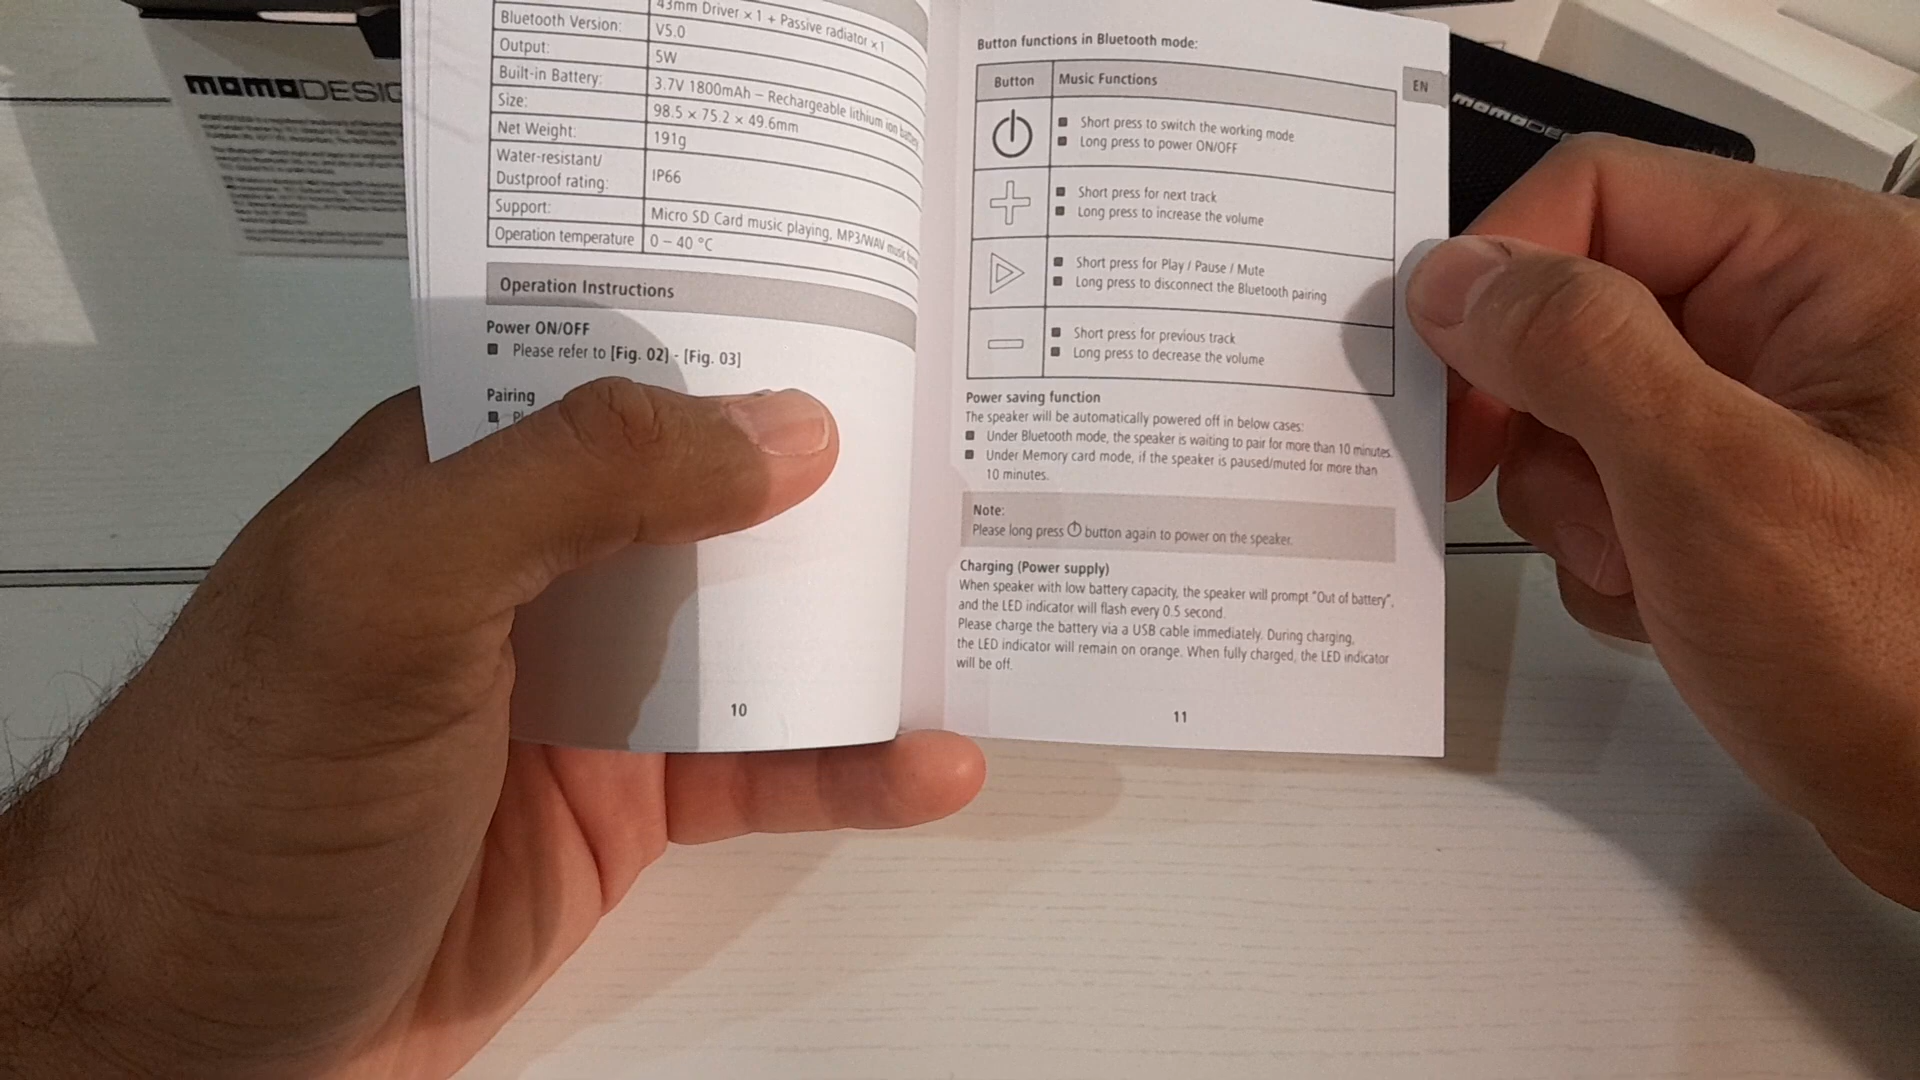 momoDESIG
43mm Driver × 1 + Passive radiator × 1
Bluetooth Version: V5.0
Output: 5W
Built-in Battery: 3.7V 1800mAh – Rechargeable lithium ion battery
Size: 98.5 × 75.2 × 49.6mm
Net Weight: 191g
Water-resistant/
Dustproof rating: IP66
Support: Micro SD Card music playing, MP3/WAV music
Operation temperature 0 – 40 °C
Operation Instructions
Power ON/OFF
Please refer to [Fig. 02] - [Fig. 03]
Pairing
10
EN
Button functions in Bluetooth mode:
Button Music Functions
Short press to switch the working mode
Long press to power ON/OFF
Short press for next track
Long press to increase the volume
Short press for Play / Pause / Mute
Long press to disconnect the Bluetooth pairing
Short press for previous track
Long press to decrease the volume
Power saving function
The speaker will be automatically powered off in below cases:
Under Bluetooth mode, the speaker is waiting to pair for more than 10 minutes.
Under Memory card mode, if the speaker is paused/muted for more than
10 minutes.
Note:
Please long press button again to power on the speaker.
Charging (Power supply)
When speaker with low battery capacity, the speaker will prompt "Out of battery",
and the LED indicator will flash every 0.5 second.
Please charge the battery via a USB cable immediately. During charging,
the LED indicator will remain on orange. When fully charged, the LED indicator
will be off.
11
momoDE